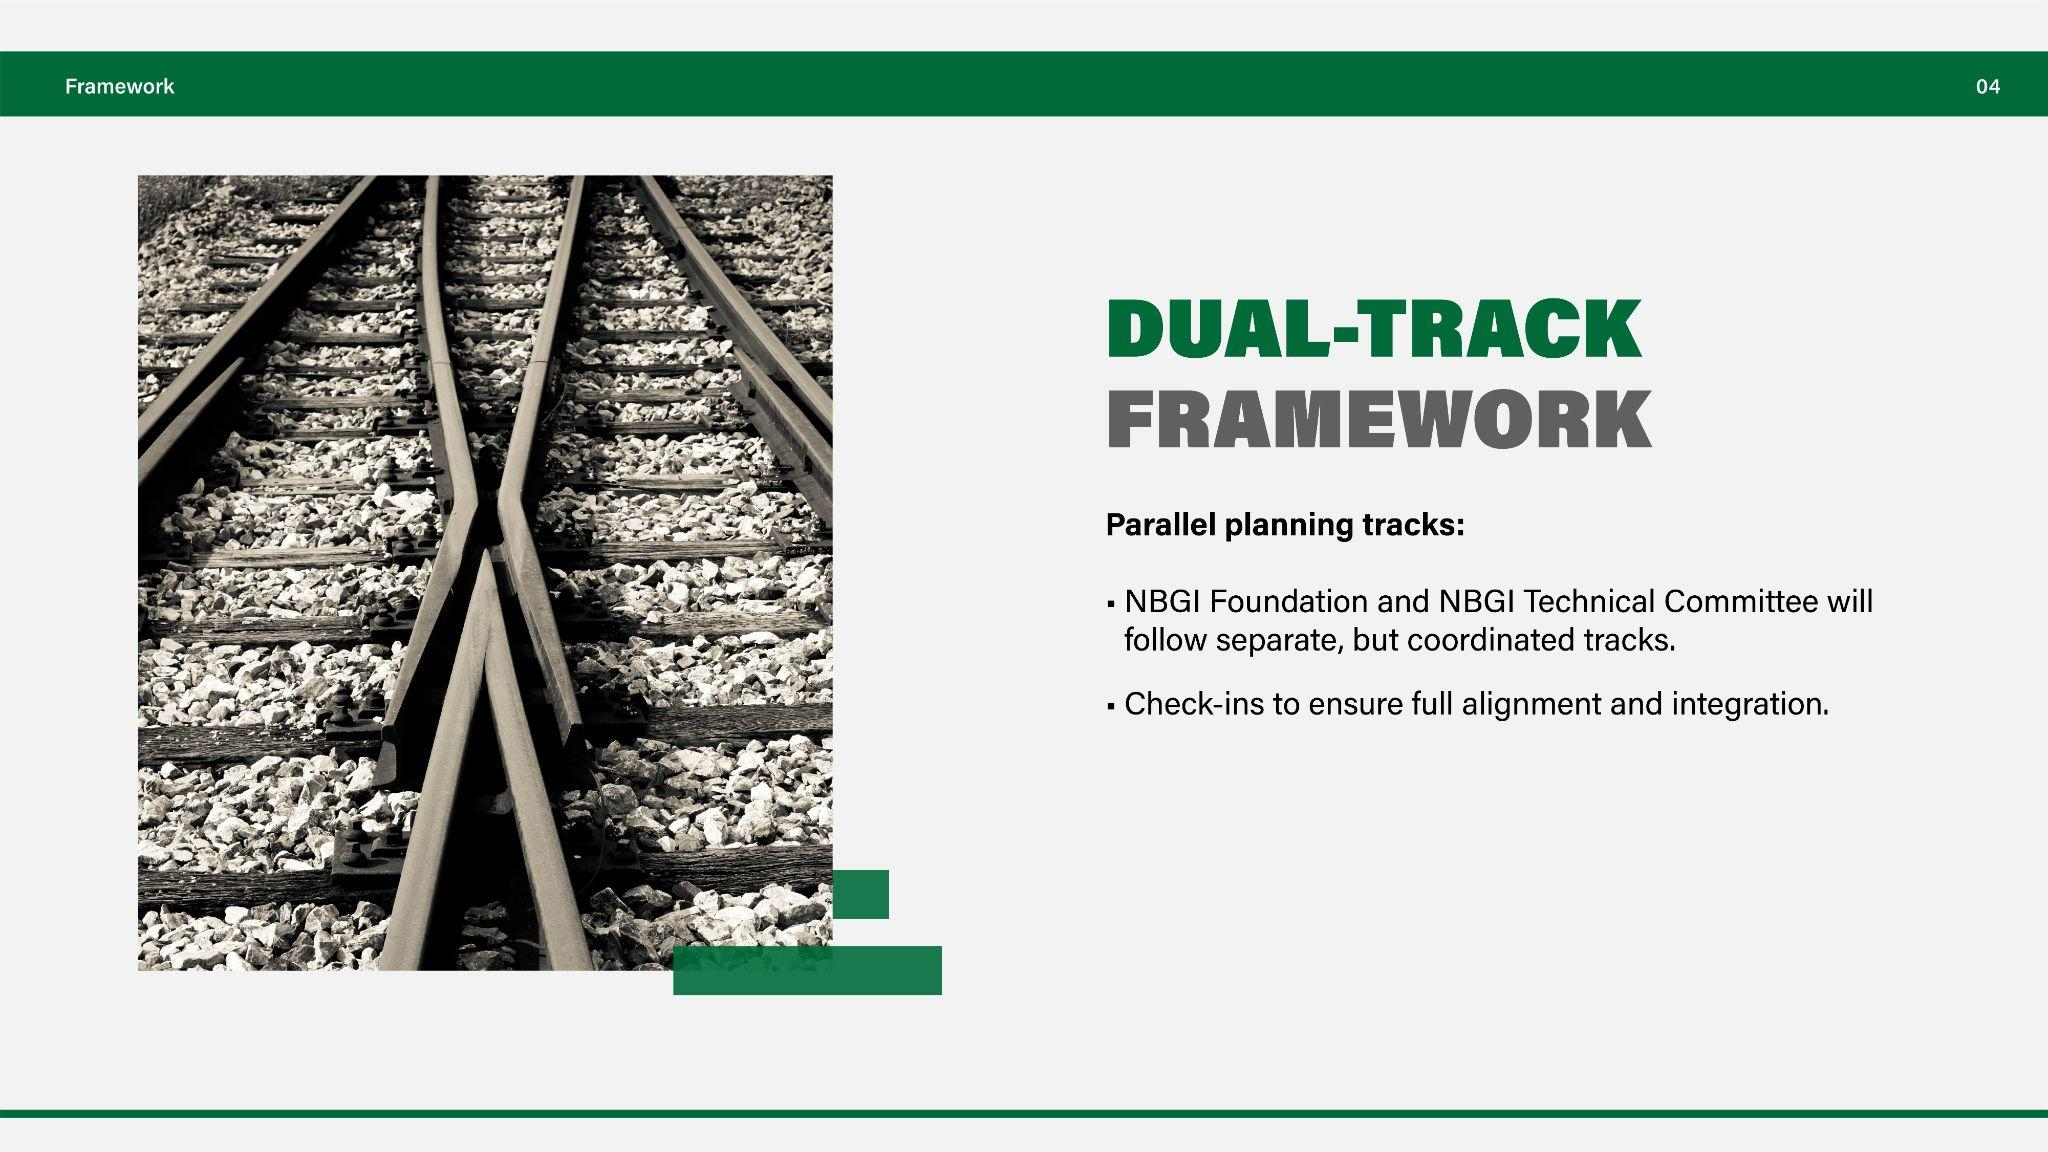 Framework
04
DUAL-TRACK
FRAMEWORK
Parallel planning tracks:
▪ NBGI Foundation and NBGI Technical Committee will
follow separate, but coordinated tracks.
▪ Check-ins to ensure full alignment and integration.